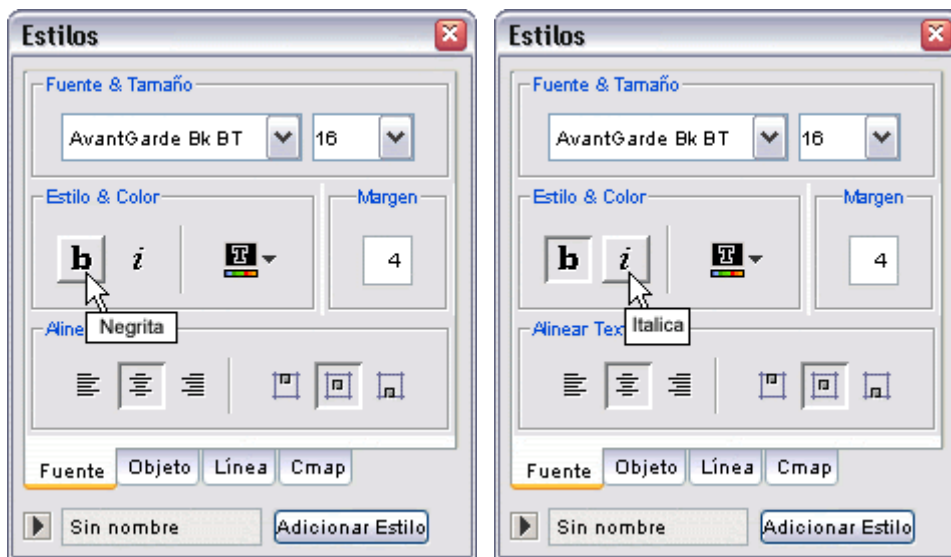 Estilos
Fuente & Tamaño
AvantGarde Bk BT 16
Estilo & Color Margen
b i T 4
Negrita
Aline
Fuente Objeto Línea Cmap
Sin nombre Adicionar Estilo
Estilos
Fuente & Tamaño
AvantGarde Bk BT 16
Estilo & Color Margen
b i T 4
Italica
Alinear Tex
Fuente Objeto Línea Cmap
Sin nombre Adicionar Estilo